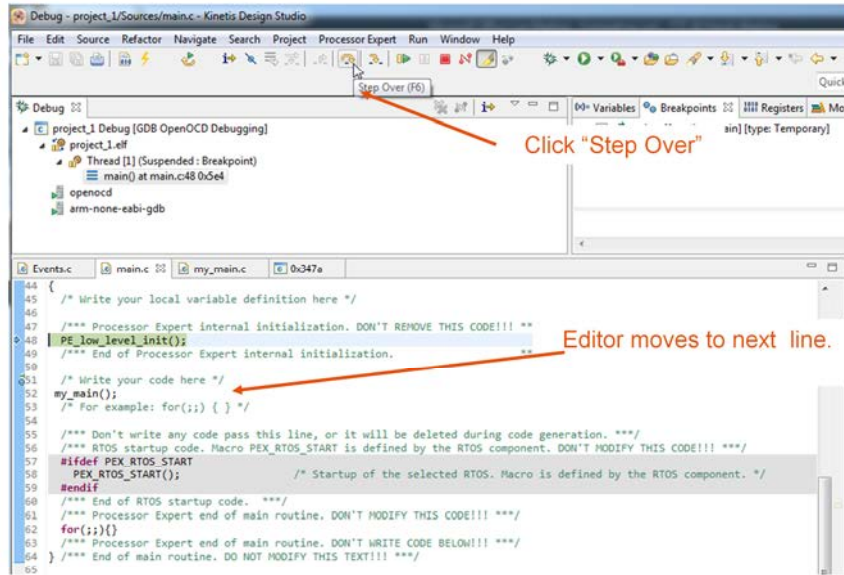 Debug - project_1/Sources/main.c - Kinetis Design Studio
File Edit Source Refactor Navigate Search Project Processor Expert Run Window Help
Step Over (F6)
Quick
Debug
Variables Breakpoints Registers Mo
project_1 Debug [GDB OpenOCD Debugging]
ain] [type: Temporary]
project_1.elf
Click “Step Over”
Thread [1] (Suspended : Breakpoint)
main() at main.c:48 0x5e4
openocd
arm-none-eabi-gdb
Events.c main.c my_main.c 0x347e
44 {
45 /* Write your local variable definition here */
46
47 /*** Processor Expert internal initialization. DON'T REMOVE THIS CODE!!! **
48 PE_low_level_init();
49 /*** End of Processor Expert internal initialization. **
Editor moves to next line.
50
51 /* Write your code here */
52 my_main();
53 /* For example: for(;;) { } */
54
55 /*** Don't write any code pass this line, or it will be deleted during code generation. ***/
56 /*** RTOS startup code. Macro PEX_RTOS_START is defined by the RTOS component. DON'T MODIFY THIS CODE!!! ***/
57 #ifdef PEX_RTOS_START
58 PEX_RTOS_START(); /* Startup of the selected RTOS. Macro is defined by the RTOS component. */
59 #endif
60 /*** End of RTOS startup code. ***/
61 /*** Processor Expert end of main routine. DON'T MODIFY THIS CODE!!! ***/
62 for(;;){}
63 /*** Processor Expert end of main routine. DON'T WRITE CODE BELOW!!! ***/
64 } /*** End of main routine. DO NOT MODIFY THIS TEXT!!! ***/
65